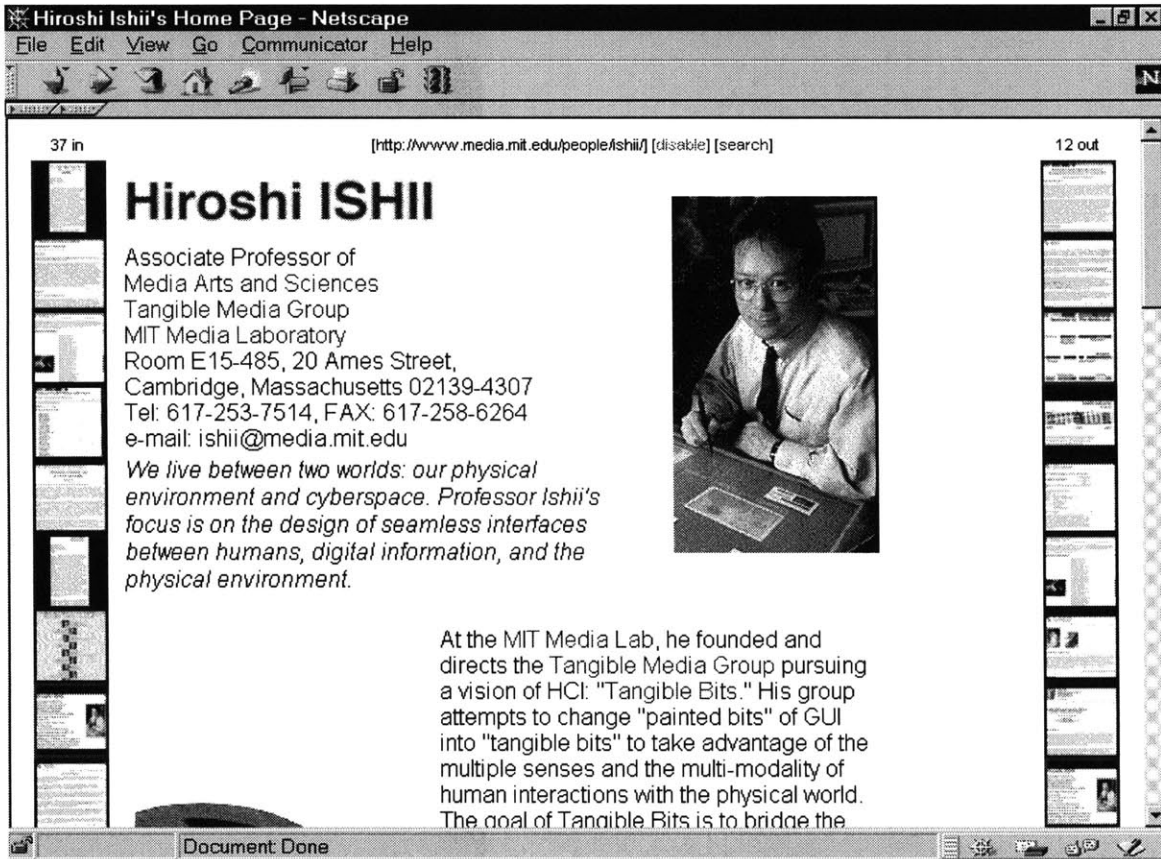 Hiroshi Ishii's Home Page - Netscape
File Edit View Go Communicator Help
N
37 in [http://www.media.mit.edu/people/ishii/] [disable] [search] 12 out
Hiroshi ISHII
Associate Professor of
Media Arts and Sciences
Tangible Media Group
MIT Media Laboratory
Room E15-485, 20 Ames Street,
Cambridge, Massachusetts 02139-4307
Tel: 617-253-7514, FAX: 617-258-6264
e-mail: ishii@media.mit.edu
We live between two worlds: our physical
environment and cyberspace. Professor Ishii's
focus is on the design of seamless interfaces
between humans, digital information, and the
physical environment.
At the MIT Media Lab, he founded and
directs the Tangible Media Group pursuing
a vision of HCI: "Tangible Bits." His group
attempts to change "painted bits" of GUI
into "tangible bits" to take advantage of the
multiple senses and the multi-modality of
human interactions with the physical world.
The goal of Tangible Bits is to bridge the
Document: Done